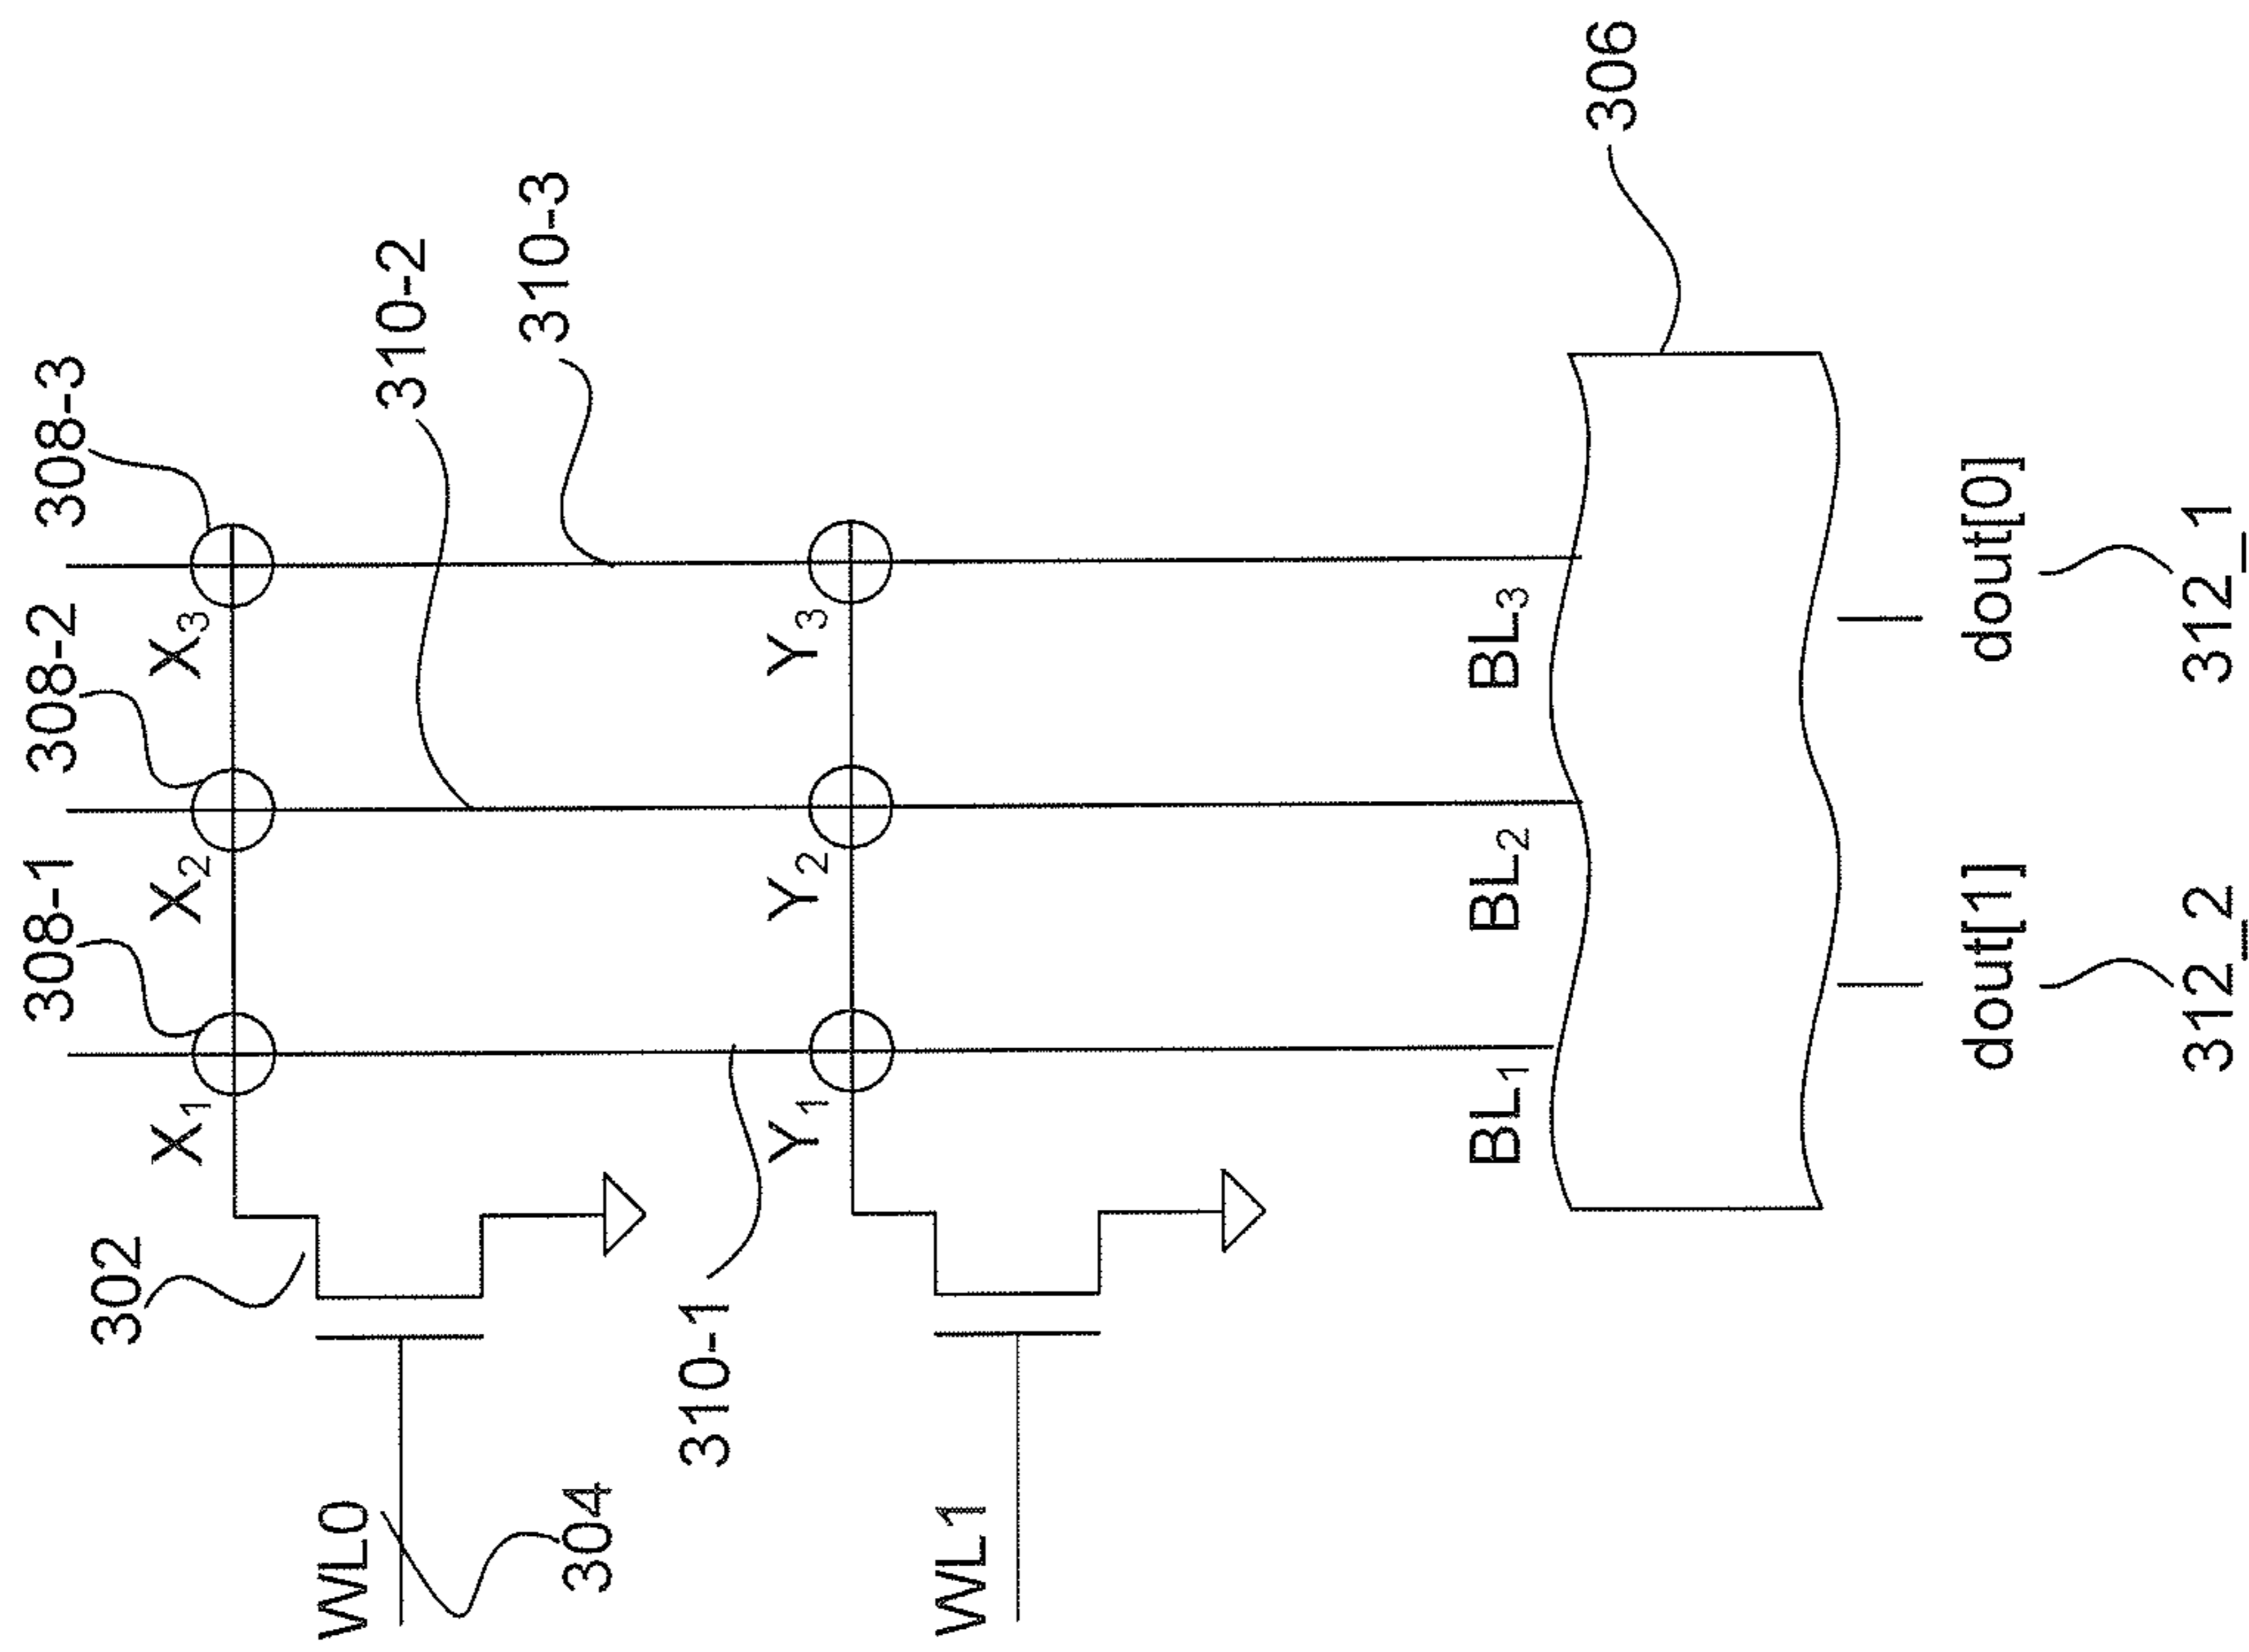 308-1
308-2
308-3
X1
X2
X3
302
310-2
310-3
WL0
304
310-1
Y1
Y2
Y3
WL1
BL1
BL2
BL3
306
dout[1]
dout[0]
312_2
312_1